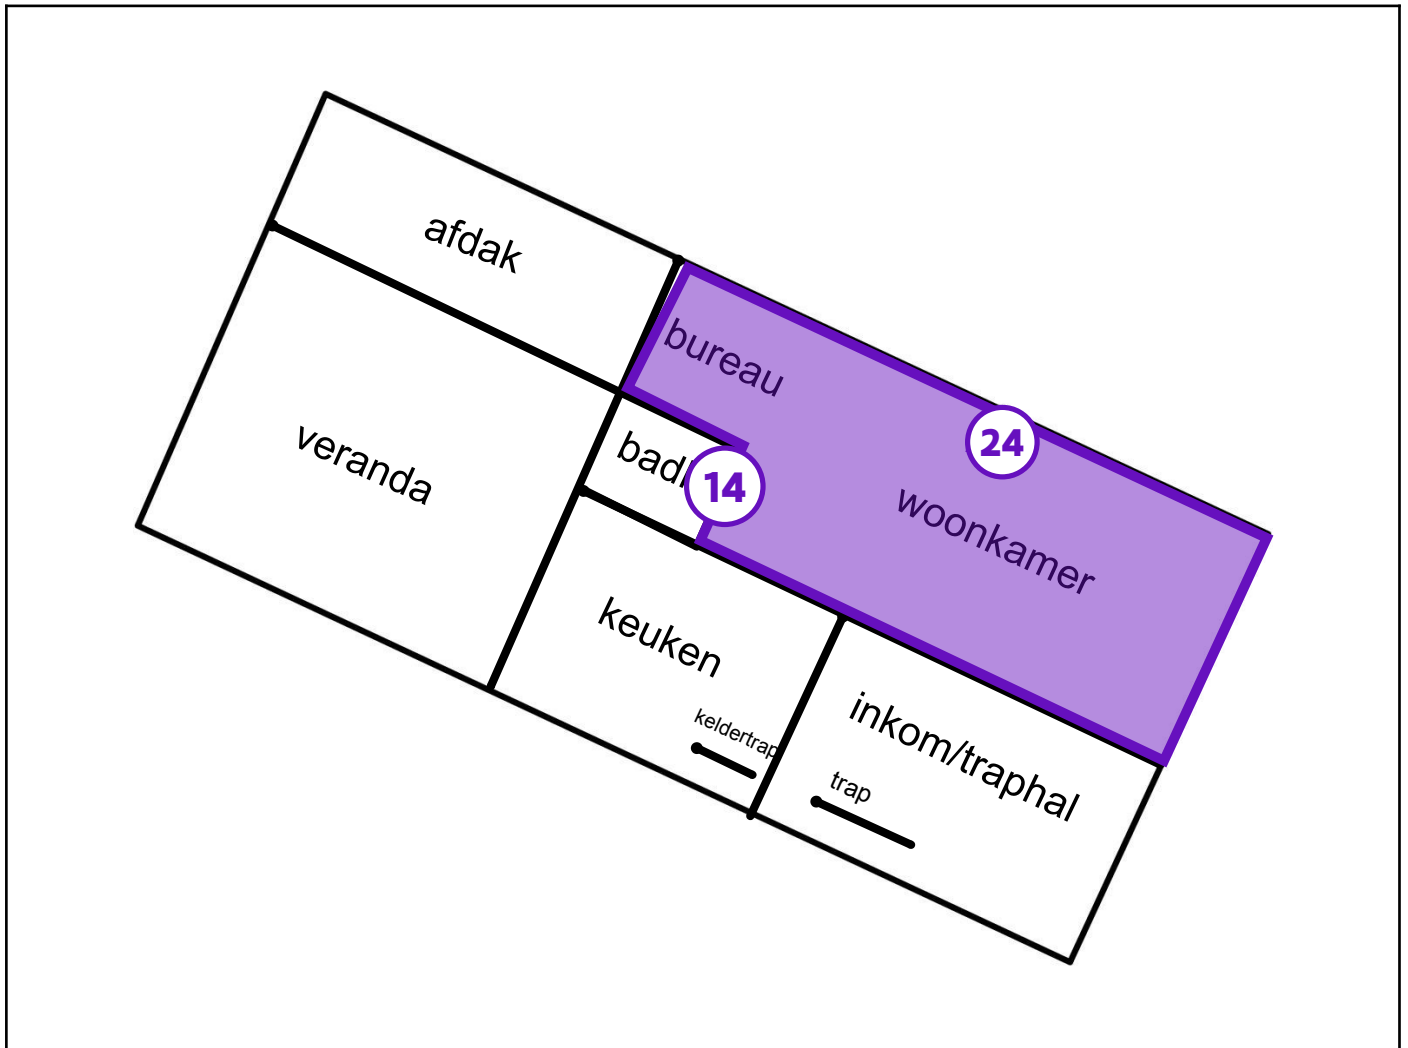 afdak
bureau
veranda
24
14
woonkamer
keuken
keldertrap
inkom/traphal
trap